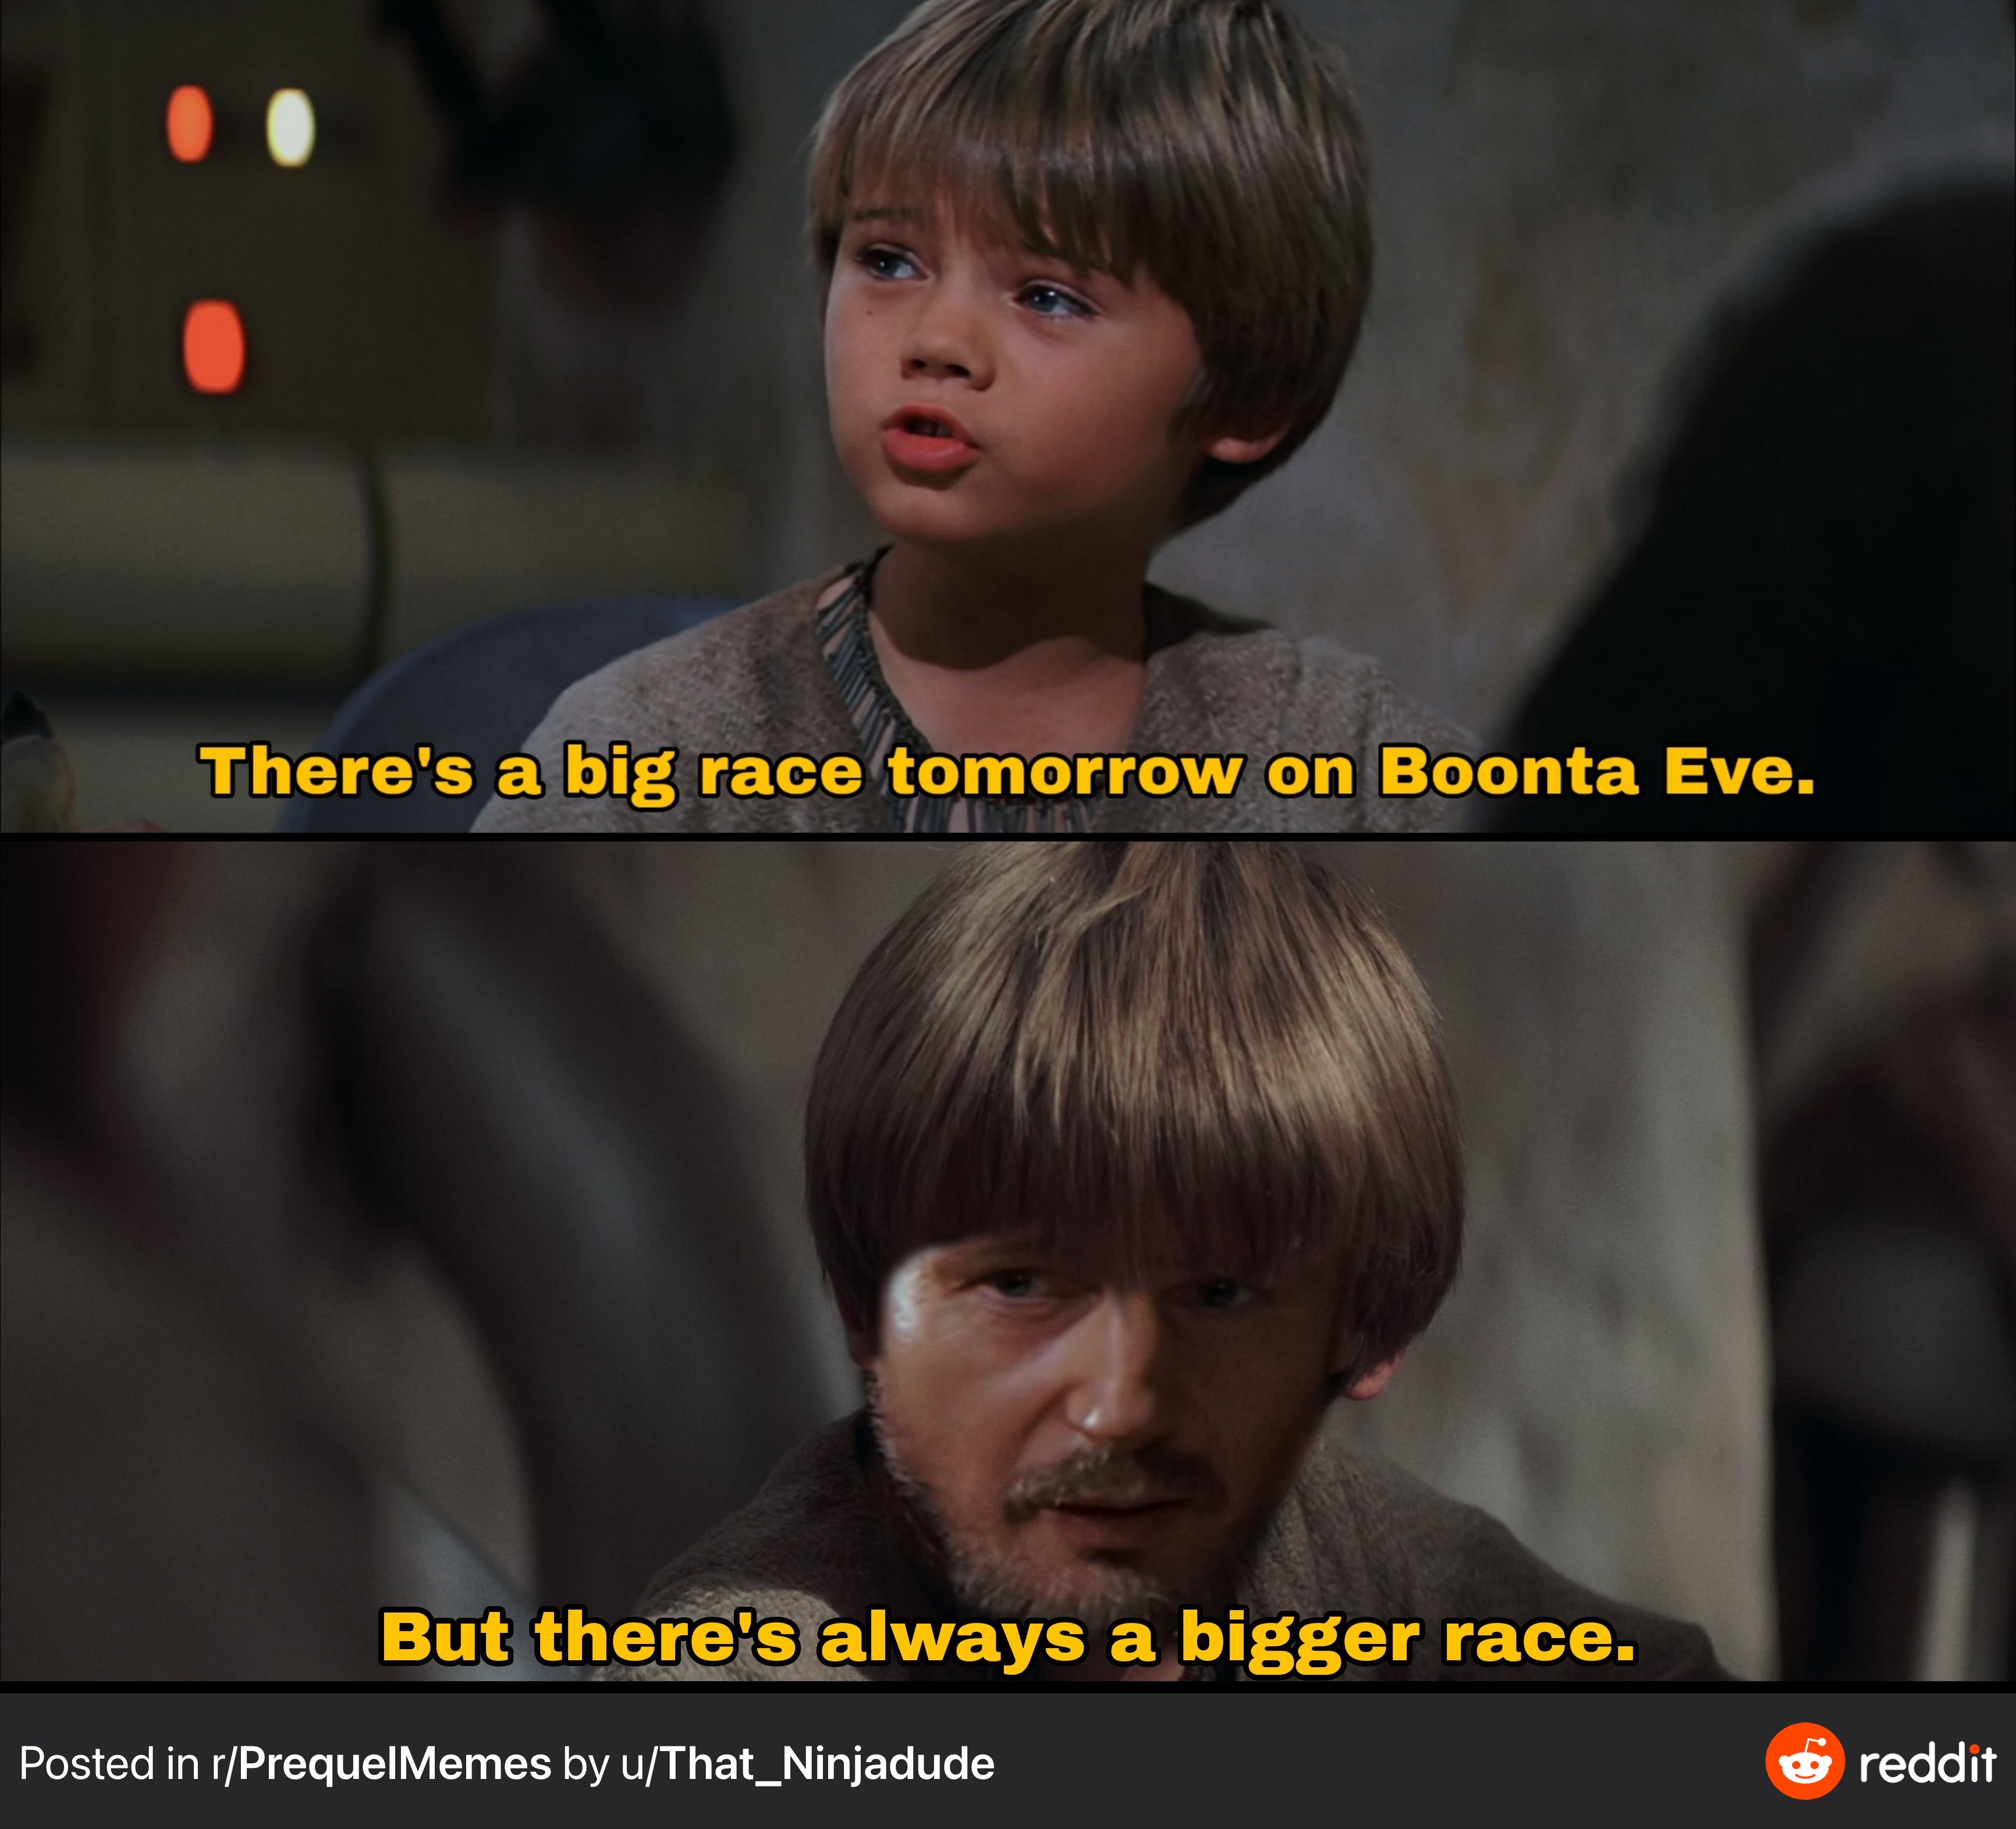 There's a big race tomorrow on Boonta Eve.
But there's always a bigger race.
Posted in r/PrequelMemes by u/That_Ninjadude
reddit